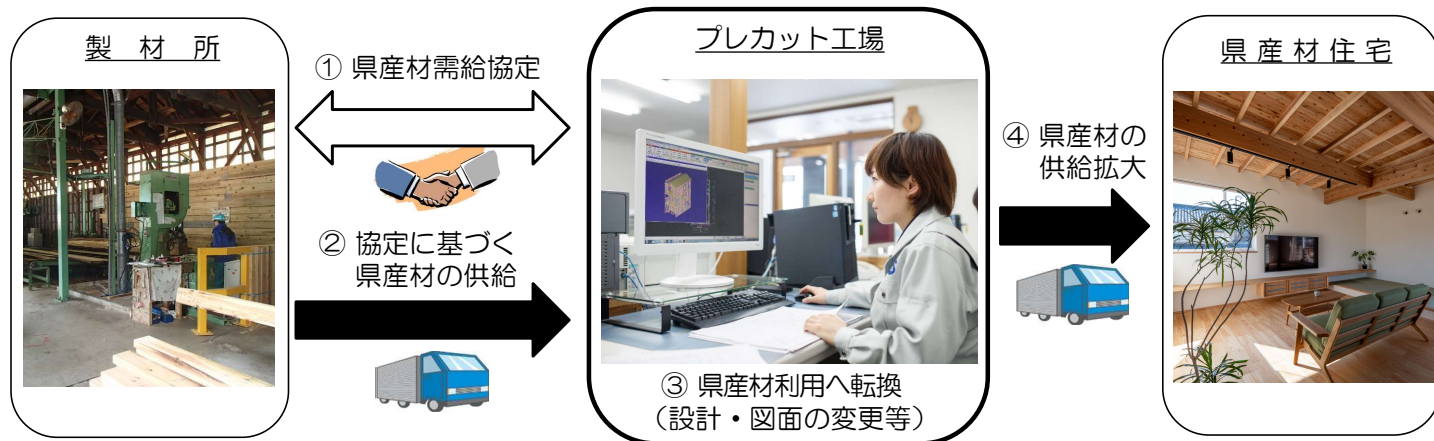 製材所
① 県産材需給協定
② 協定に基づく
県産材の供給
プレカット工場
③ 県産材利用へ転換
（設計・図面の変更等）
④ 県産材の
供給拡大
県産材住宅